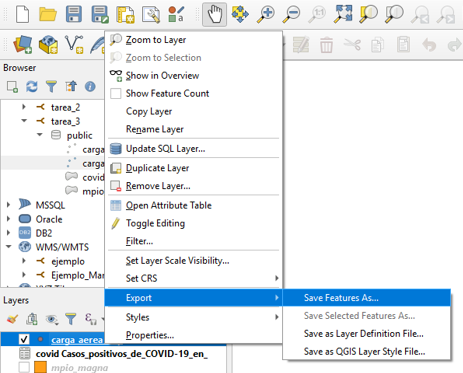 Browser
tarea_2
tarea_3
public
carga
carga
covid
mpio
MSSQL
Oracle
DB2
WMS/WMTS
ejemplo
Ejemplo_Mar
Layers
carga_aerea
covid Casos_positivos_de_COVID-19_en_
mpio_magna
Zoom to Layer
Zoom to Selection
Show in Overview
Show Feature Count
Copy Layer
Rename Layer
Update SQL Layer...
Duplicate Layer
Remove Layer...
Open Attribute Table
Toggle Editing
Filter...
Set Layer Scale Visibility...
Set CRS
Export
Styles
Properties...
Save Features As...
Save Selected Features As...
Save as Layer Definition File...
Save as QGIS Layer Style File...